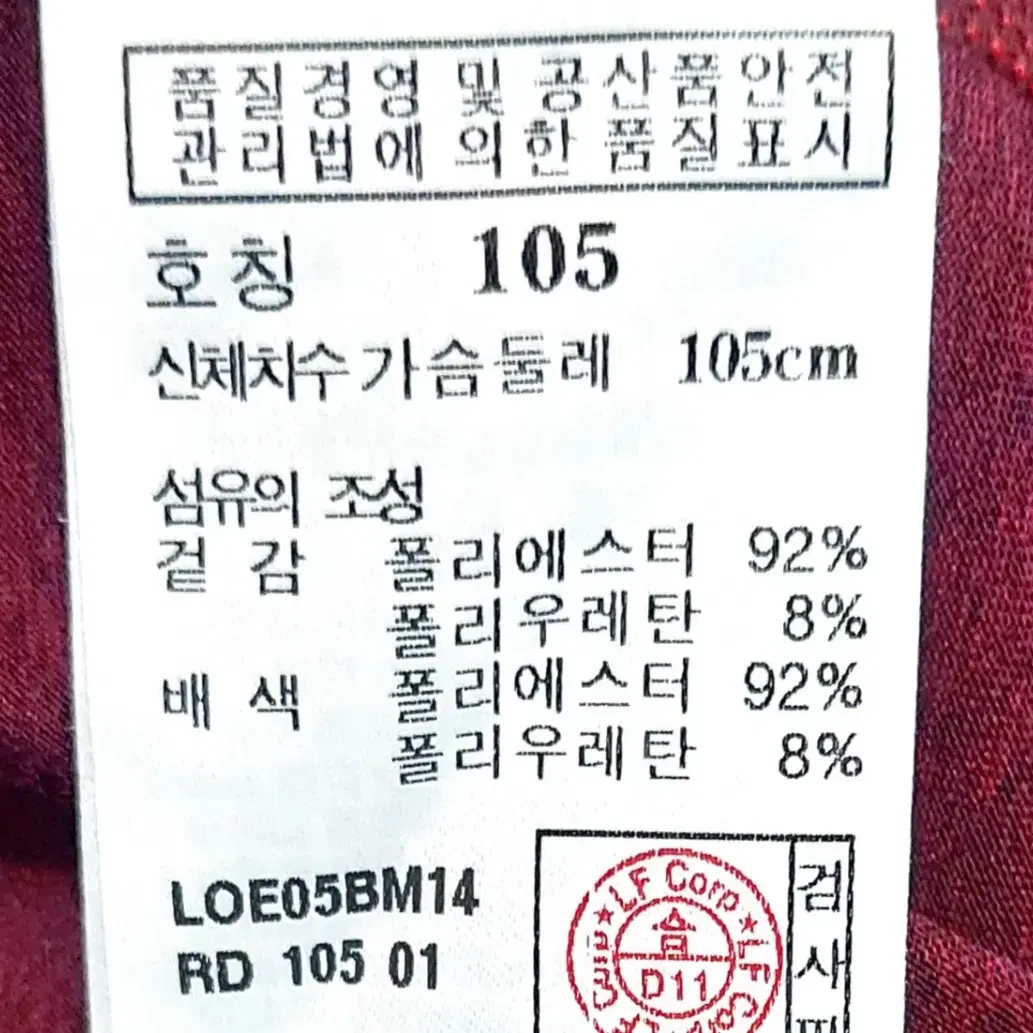 품질경영 및 공산품안전
관리법에 의한 품질표시
호칭 105
신체치수 가슴둘레 105cm
섬유의 조성
겉감 폴리에스터 92%
폴리우레탄 8%
배색 폴리에스터 92%
폴리우레탄 8%
LOE05BM14
RD 105 01
LF Corp ★ LF Corp
合
D11
검사